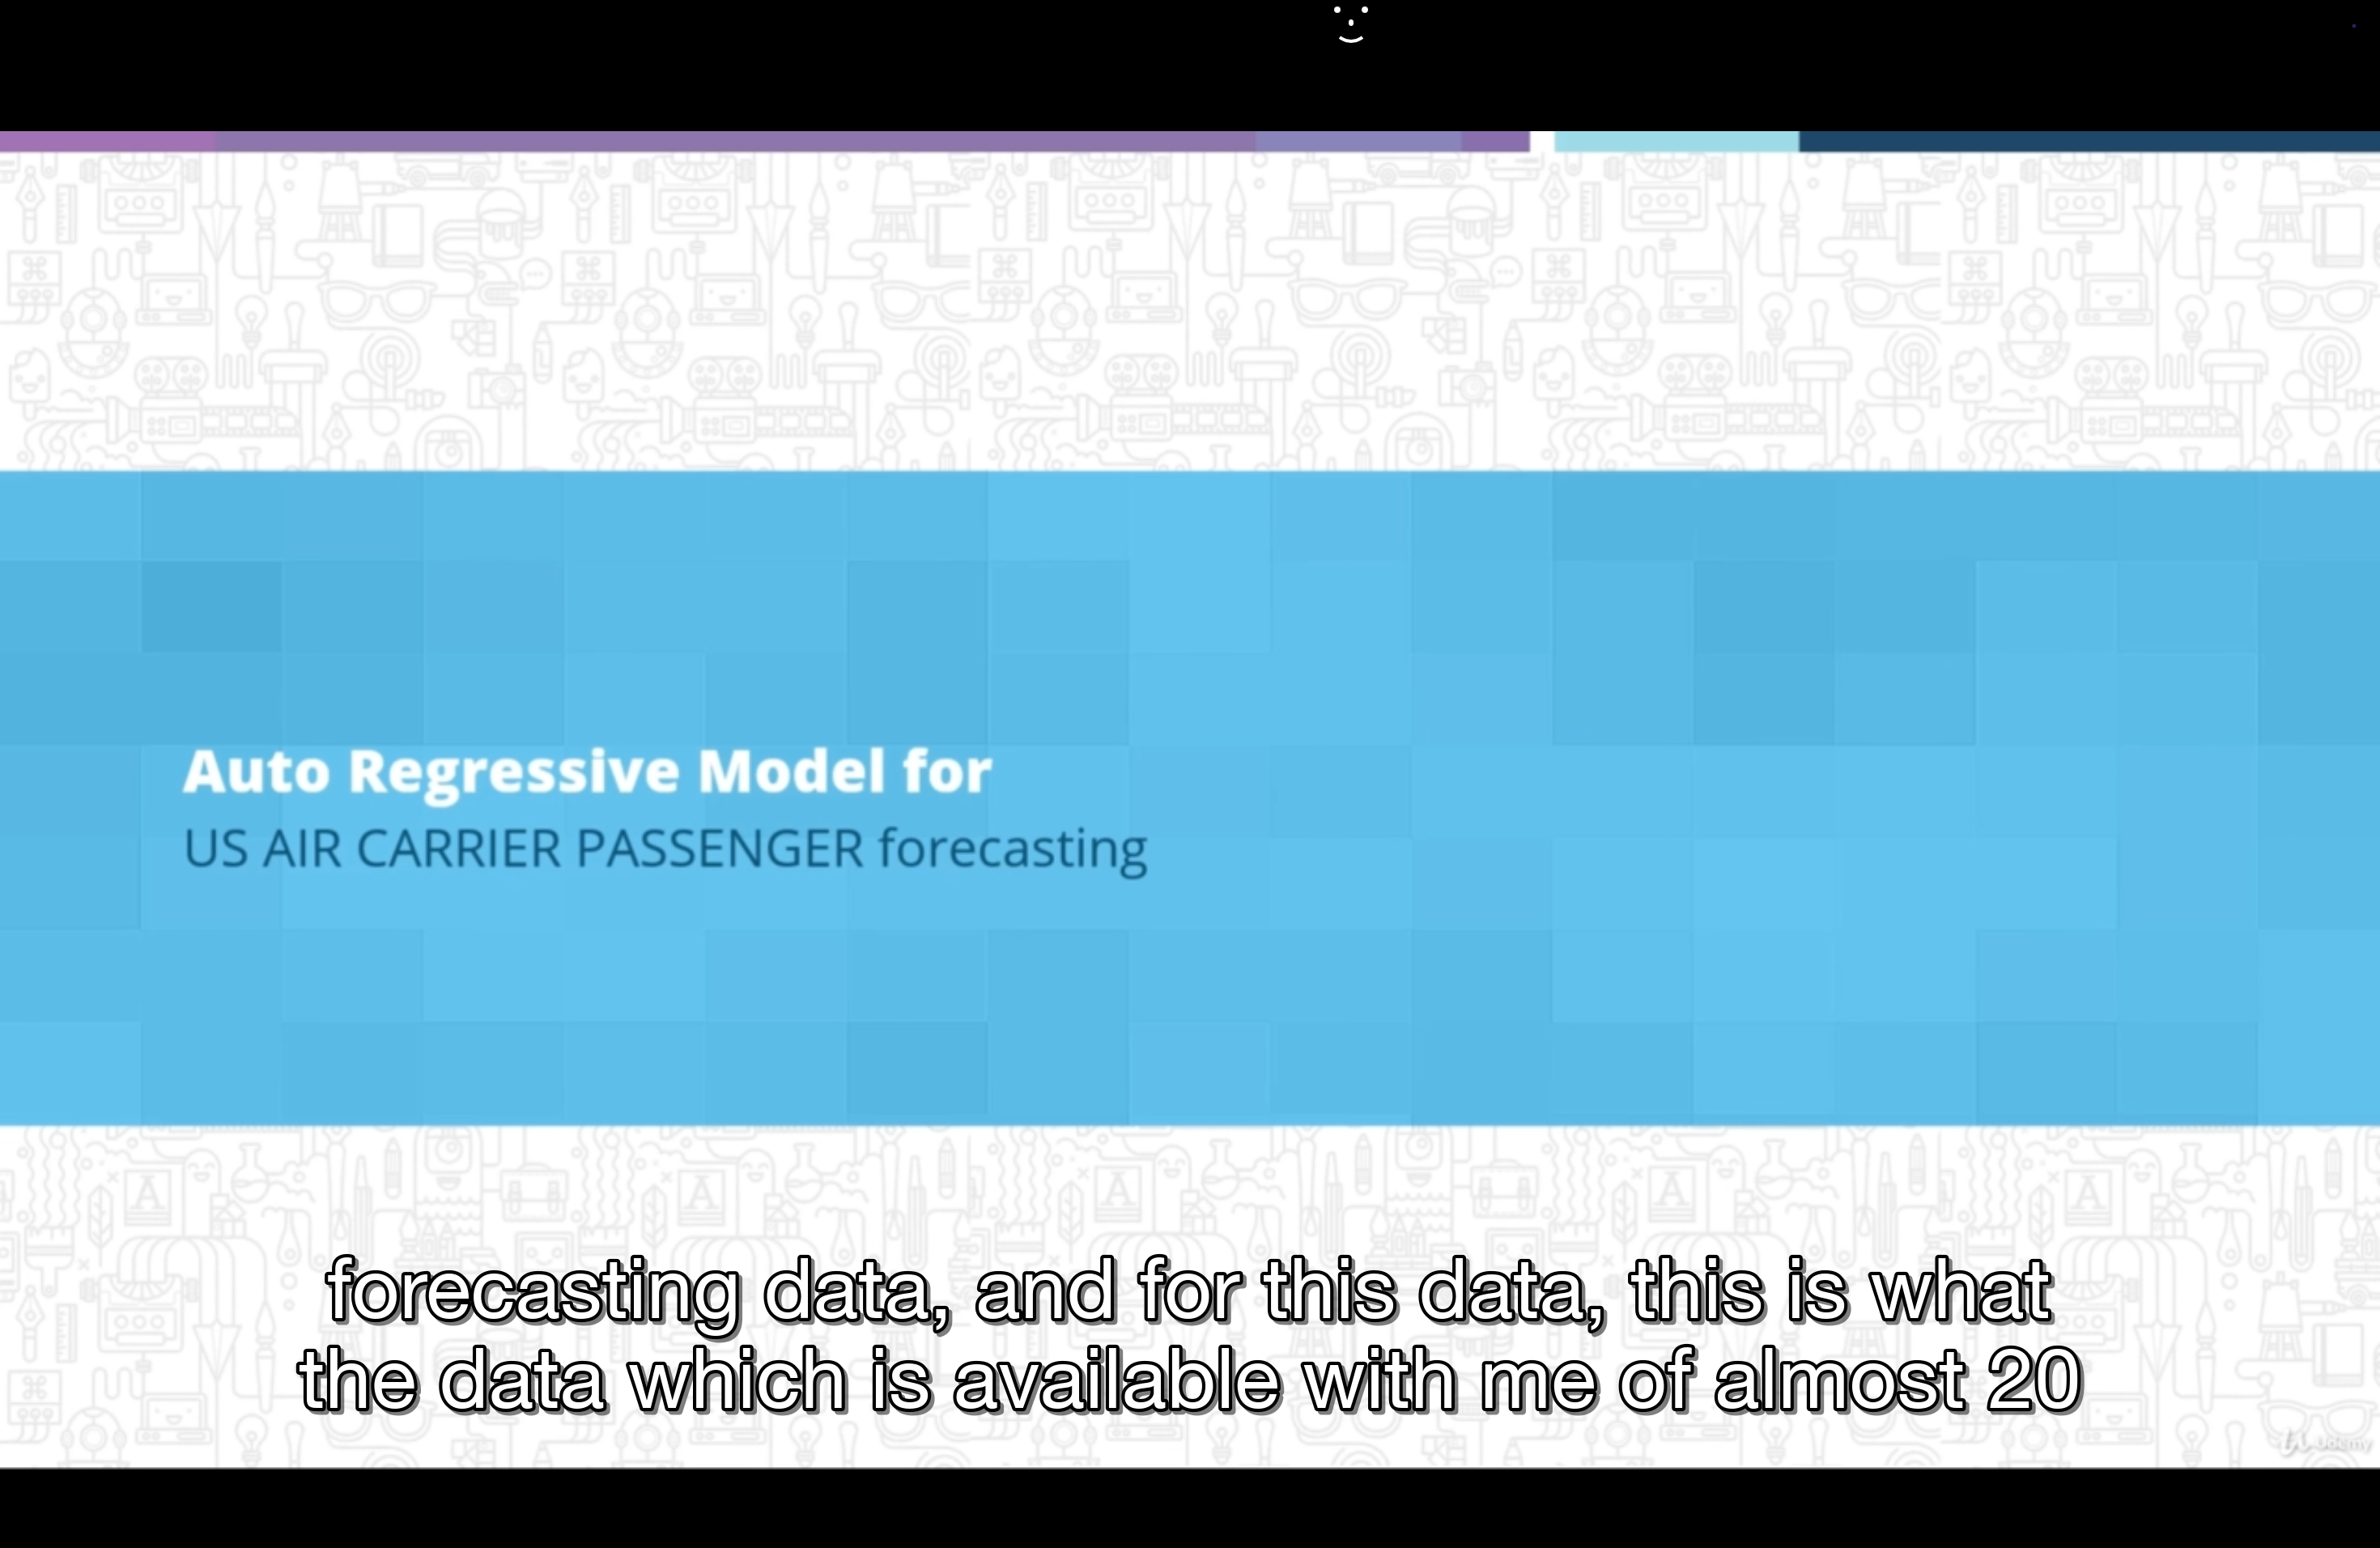 Auto Regressive Model for
US AIR CARRIER PASSENGER forecasting
forecasting data, and for this data, this is what
the data which is available with me of almost 20
Udemy